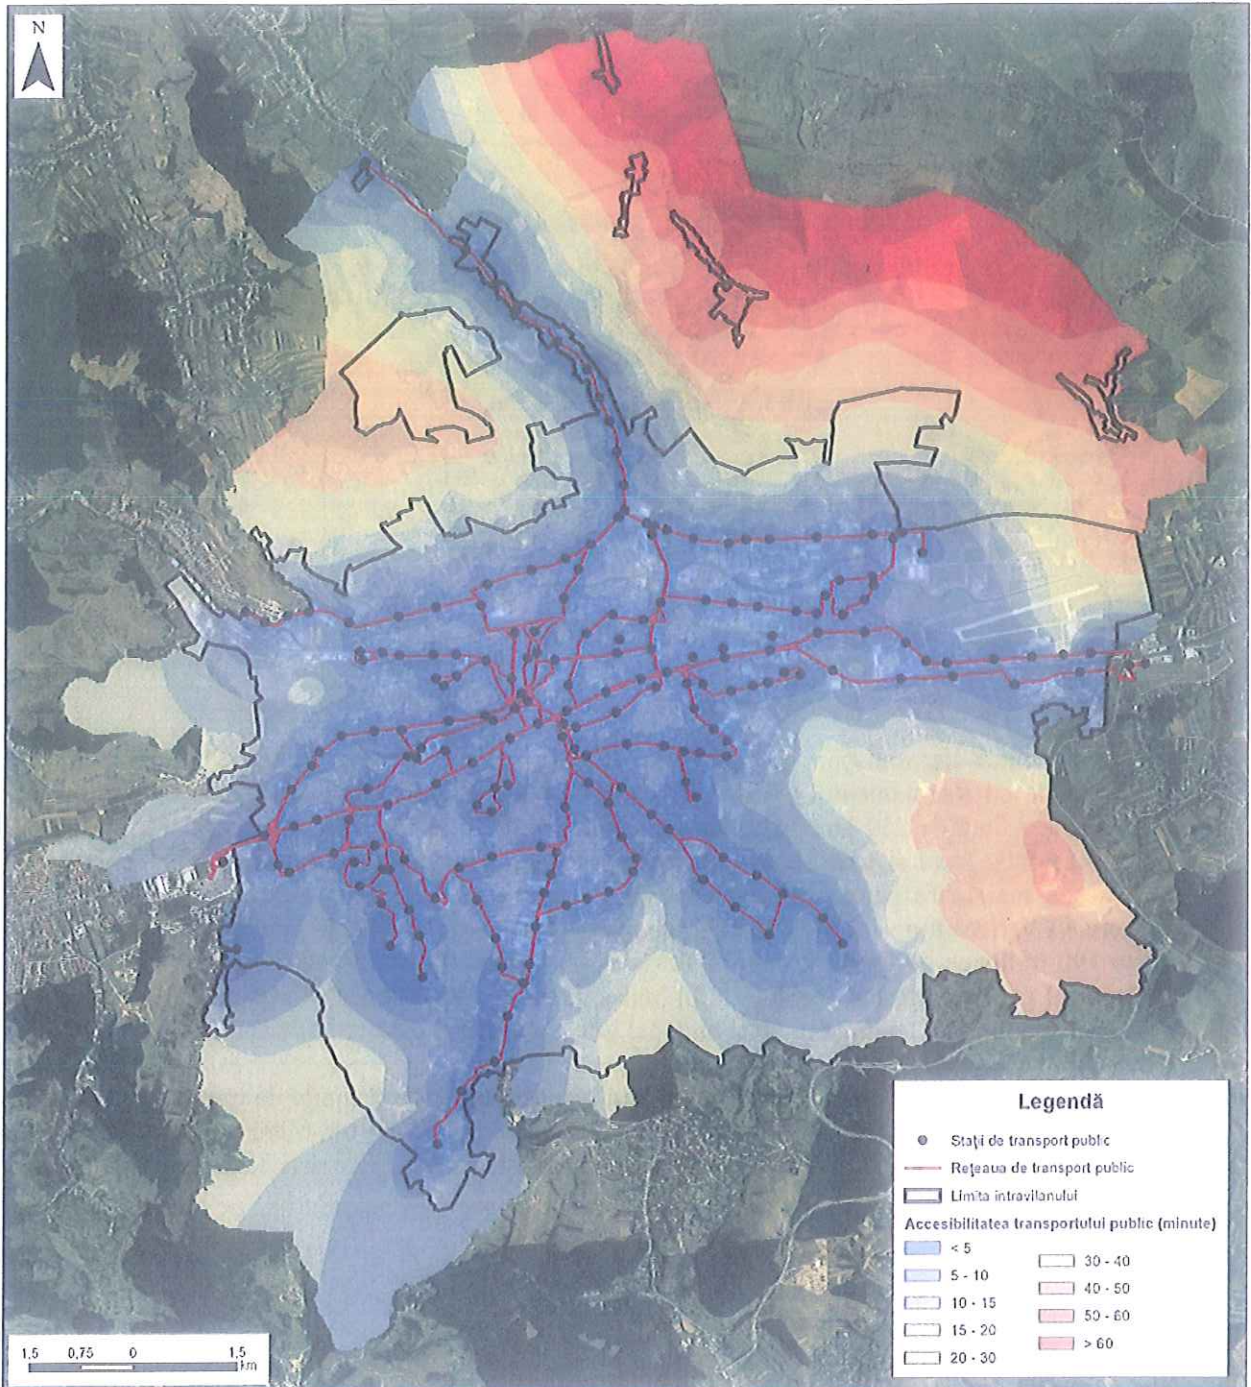 N
Legendă
Stații de transport public
Rețeaua de transport public
Limita intravilanului
Accesibilitatea transportului public (minute)
< 5
5 - 10
10 - 15
15 - 20
20 - 30
30 - 40
40 - 50
50 - 60
> 60
1,5 0,75 0 1,5
km